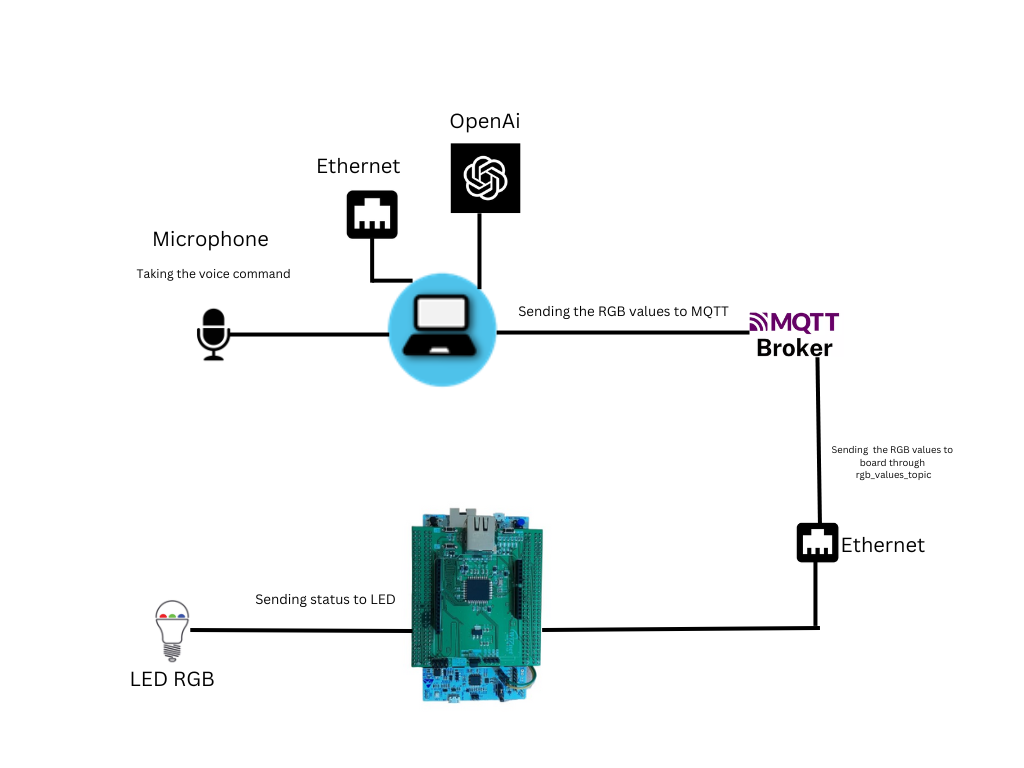 OpenAi
Ethernet
Microphone
Taking the voice command
Sending the RGB values to MQTT
MQTT
Broker
Sending the RGB values to
board through
rgb_values_topic
Ethernet
Sending status to LED
LED RGB